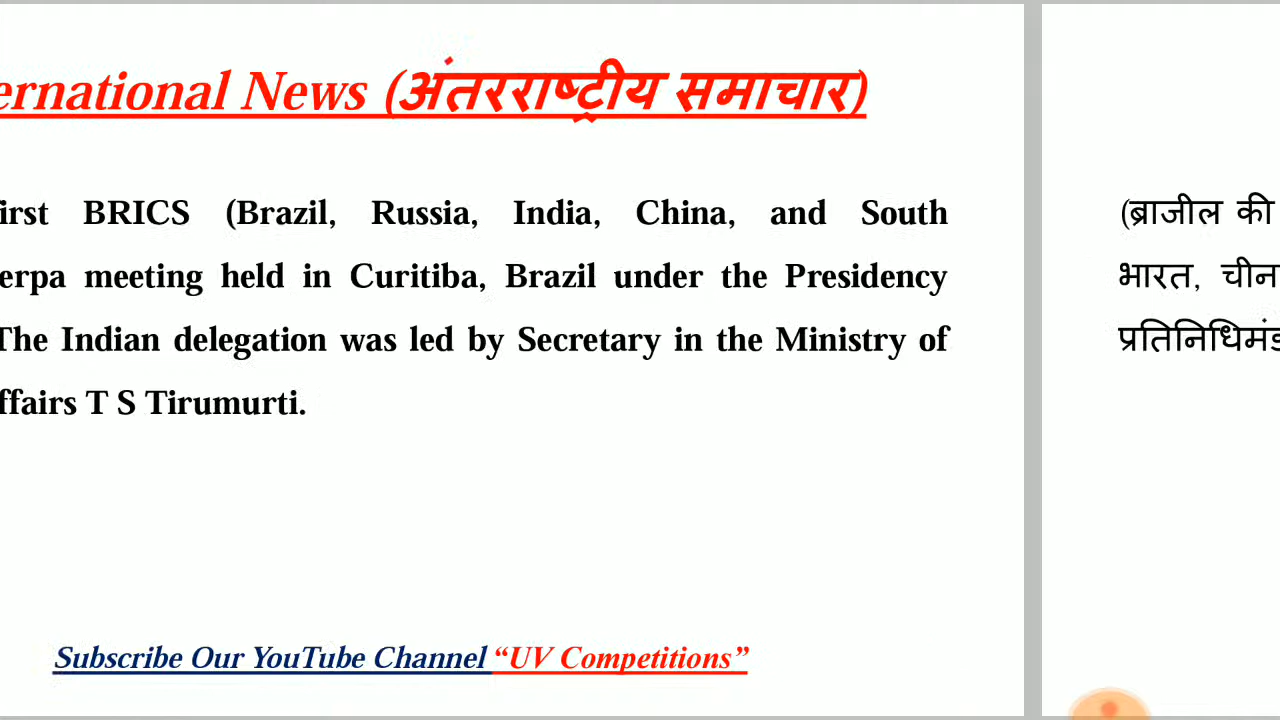 ernational News (अंतरराष्ट्रीय समाचार)
irst BRICS (Brazil, Russia, India, China, and South
erpa meeting held in Curitiba, Brazil under the Presidency
The Indian delegation was led by Secretary in the Ministry of
ffairs T S Tirumurti.
(ब्राजील की
भारत, चीन
प्रतिनिधिमंड
Subscribe Our YouTube Channel “UV Competitions”